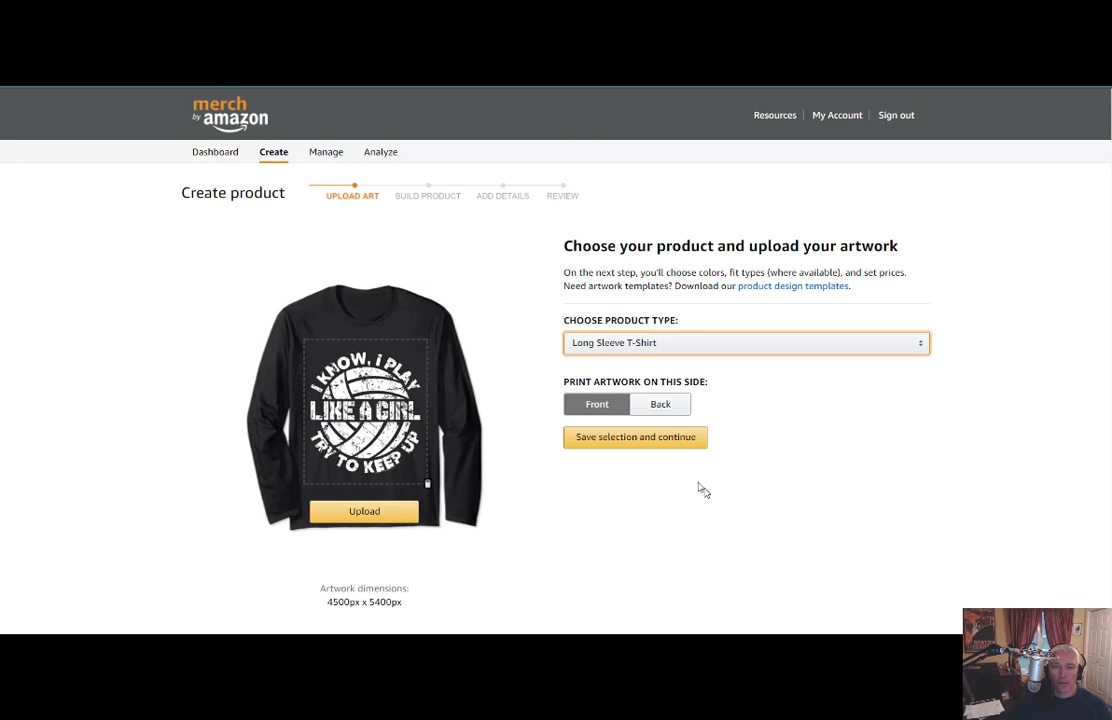 merch
by amazon
Resources
My Account
Sign out
Dashboard
Create
Manage
Analyze
Create product
UPLOAD ART
BUILD PRODUCT
ADD DETAILS
REVIEW
Choose your product and upload your artwork
On the next step, you'll choose colors, fit types (where available), and set prices.
Need artwork templates? Download our product design templates.
CHOOSE PRODUCT TYPE:
Long Sleeve T-Shirt
PRINT ARTWORK ON THIS SIDE:
Front
Back
Save selection and continue
I KNOW, I PLAY
LIKE A GIRL
TRY TO KEEP UP
Upload
Artwork dimensions:
4500px x 5400px